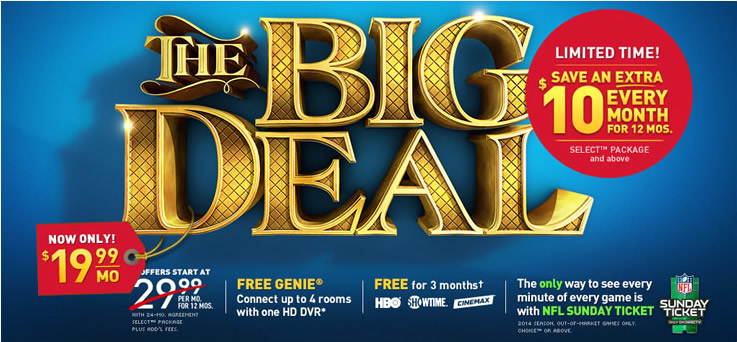 THE BIG
DEAL
LIMITED TIME!
$10 SAVE AN EXTRA
EVERY
MONTH
FOR 12 MOS.
SELECT™ PACKAGE
and above
NOW ONLY!
$19.99
MO
OFFERS START AT
29.99
PER MO.
FOR 12 MOS.
WITH 24-MO. AGREEMENT
SELECT™ PACKAGE
PLUS ADD'L FEES.
FREE GENIE®
Connect up to 4 rooms
with one HD DVR*
FREE for 3 months†
HBO SHOWTIME. CINEMAX
The only way to see every
minute of every game is
with NFL SUNDAY TICKET
2014 SEASON. OUT-OF-MARKET GAMES ONLY.
CHOICE™ OR ABOVE.
NFL
SUNDAY
TICKET